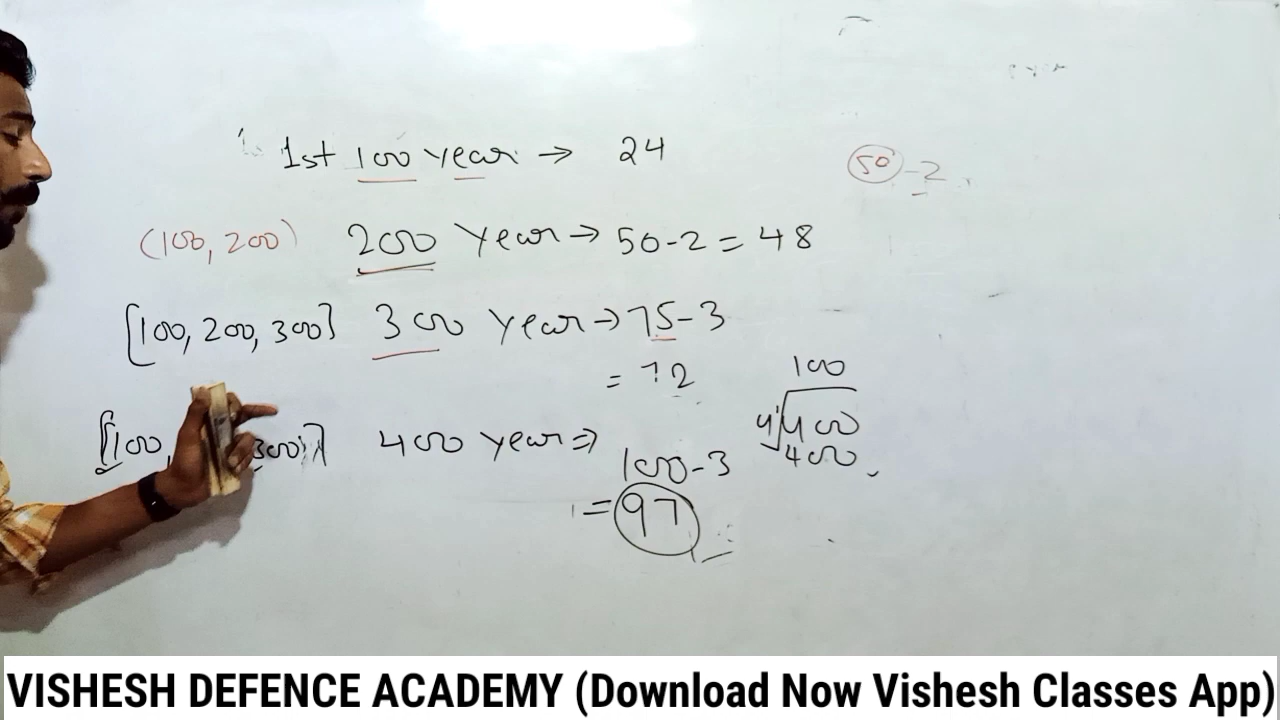 1st 100 year → 24
50 - 2
(100, 200) 200 year → 50 - 2 = 48
[100, 200, 300] 300 year → 75 - 3
= 72
100
4)400
400
[100, 300] 400 year ⇒
100 - 3
= 97
VISHESH DEFENCE ACADEMY (Download Now Vishesh Classes App)